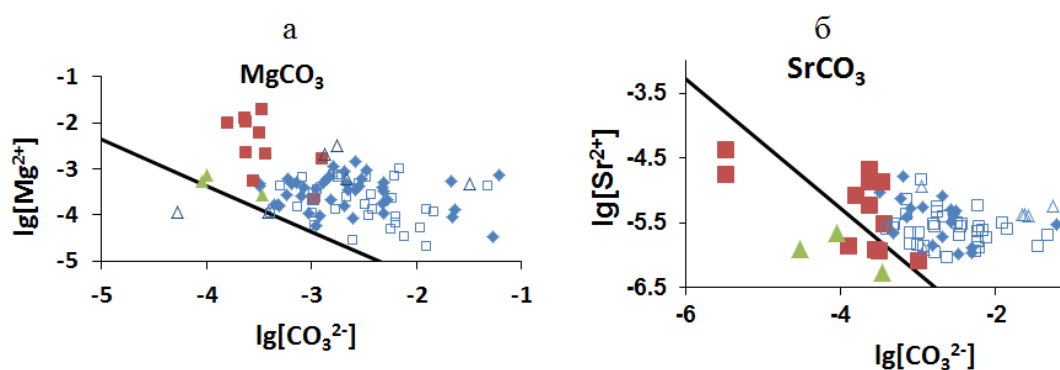 а
MgCO₃
lg[Mg²⁺]
-1
-2
-3
-4
-5
-5 -4 -3 -2 -1
lg[CO₃²⁻]
б
SrCO₃
lg[Sr²⁺]
-3.5
-4.5
-5.5
-6.5
-6 -4 -2
lg[CO₃²⁻]